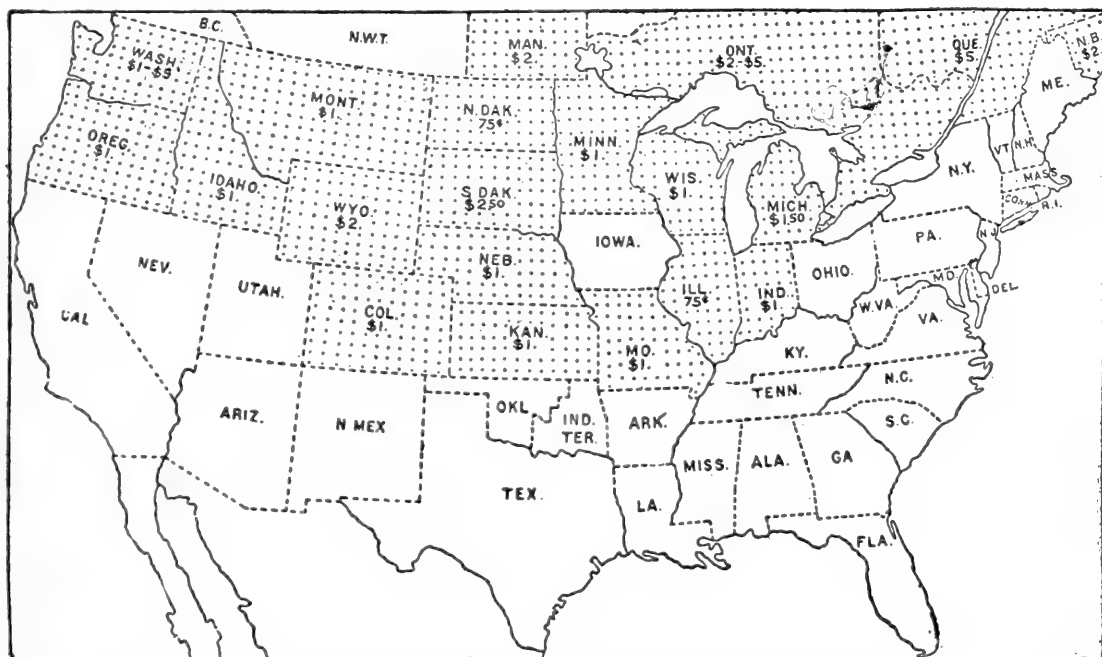 B.C.
N.W.T.
MAN.
$2.
ONT.
$2-$5.
QUE.
$5.
N.B.
$2
WASH.
MONT.
$1.
N.DAK.
75¢
MINN.
$1
ME.
OREG.
$1.
IDAHO.
$1.
WYO.
$2.
S.DAK.
$2.50
WIS.
$1
MICH.
$1.50
N.Y.
VT.
N.H.
MASS.
CONN.
R.I.
NEV.
UTAH.
NEB.
$1.
IOWA.
ILL.
75¢
IND.
$1
OHIO.
PA.
N.J.
MD.
DEL.
CAL
COL.
$1.
KAN.
$1.
MO.
$1.
KY.
W.VA.
VA.
ARIZ.
N MEX
OKL.
IND.
TER.
ARK.
TENN.
N.C.
S.C.
TEX.
LA.
MISS.
ALA.
GA
FLA.